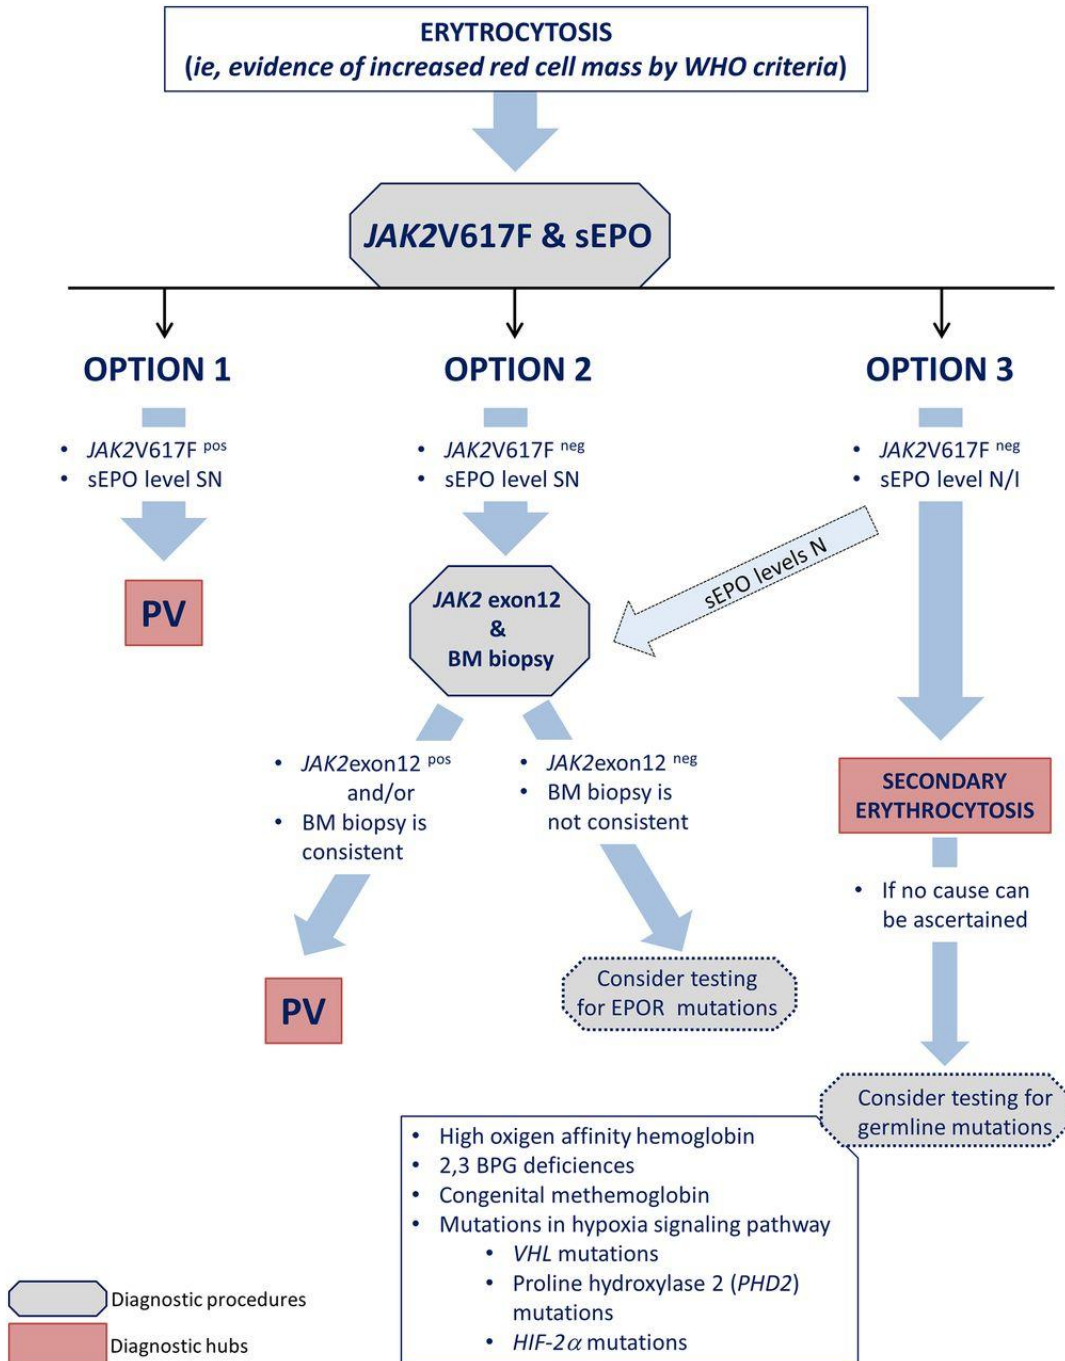 ERYTROCYTOSIS
(ie, evidence of increased red cell mass by WHO criteria)
JAK2V617F & sEPO
OPTION 1
• JAK2V617F pos
• sEPO level SN
PV
OPTION 2
• JAK2V617F neg
• sEPO level SN
JAK2 exon12
&
BM biopsy
• JAK2exon12 pos
and/or
• BM biopsy is
consistent
PV
• JAK2exon12 neg
• BM biopsy is
not consistent
Consider testing
for EPOR mutations
OPTION 3
• JAK2V617F neg
• sEPO level N/I
sEPO levels N
SECONDARY
ERYTHROCYTOSIS
• If no cause can
be ascertained
Consider testing for
germline mutations
• High oxigen affinity hemoglobin
• 2,3 BPG deficiences
• Congenital methemoglobin
• Mutations in hypoxia signaling pathway
• VHL mutations
• Proline hydroxylase 2 (PHD2)
mutations
• HIF-2α mutations
Diagnostic procedures
Diagnostic hubs